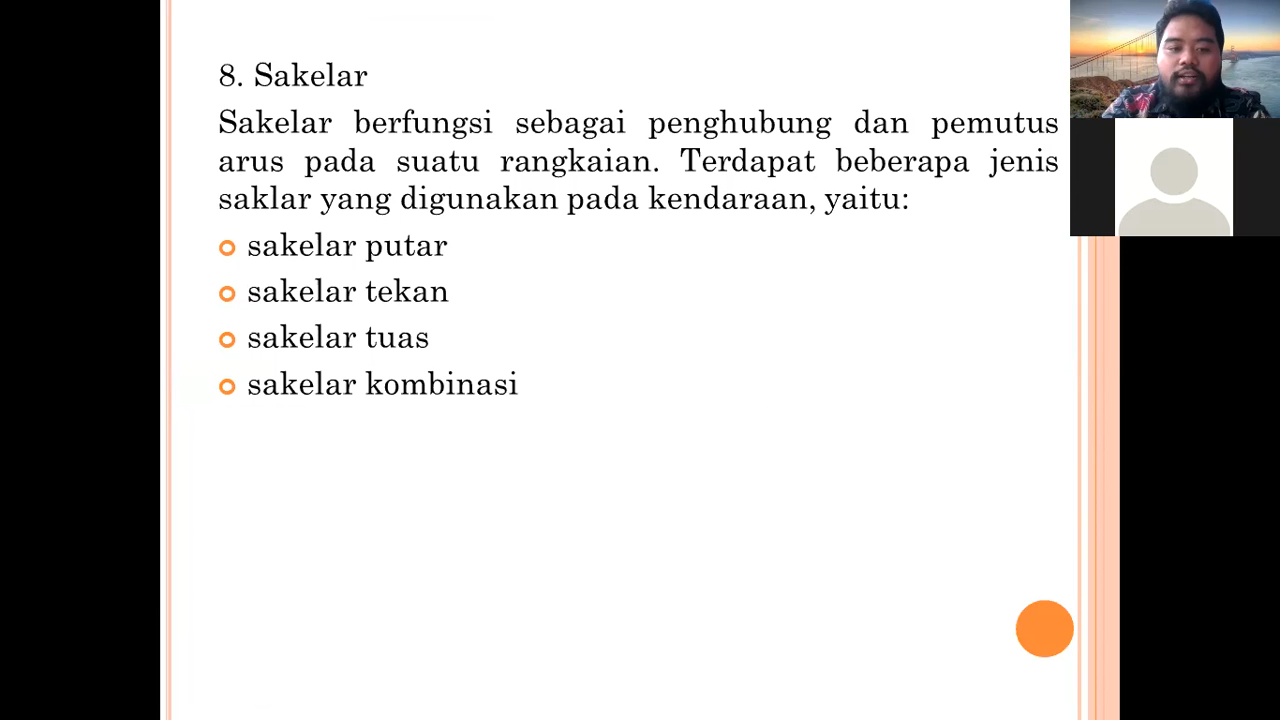 8. Sakelar
Sakelar berfungsi sebagai penghubung dan pemutus
arus pada suatu rangkaian. Terdapat beberapa jenis
saklar yang digunakan pada kendaraan, yaitu:
sakelar putar
sakelar tekan
sakelar tuas
sakelar kombinasi